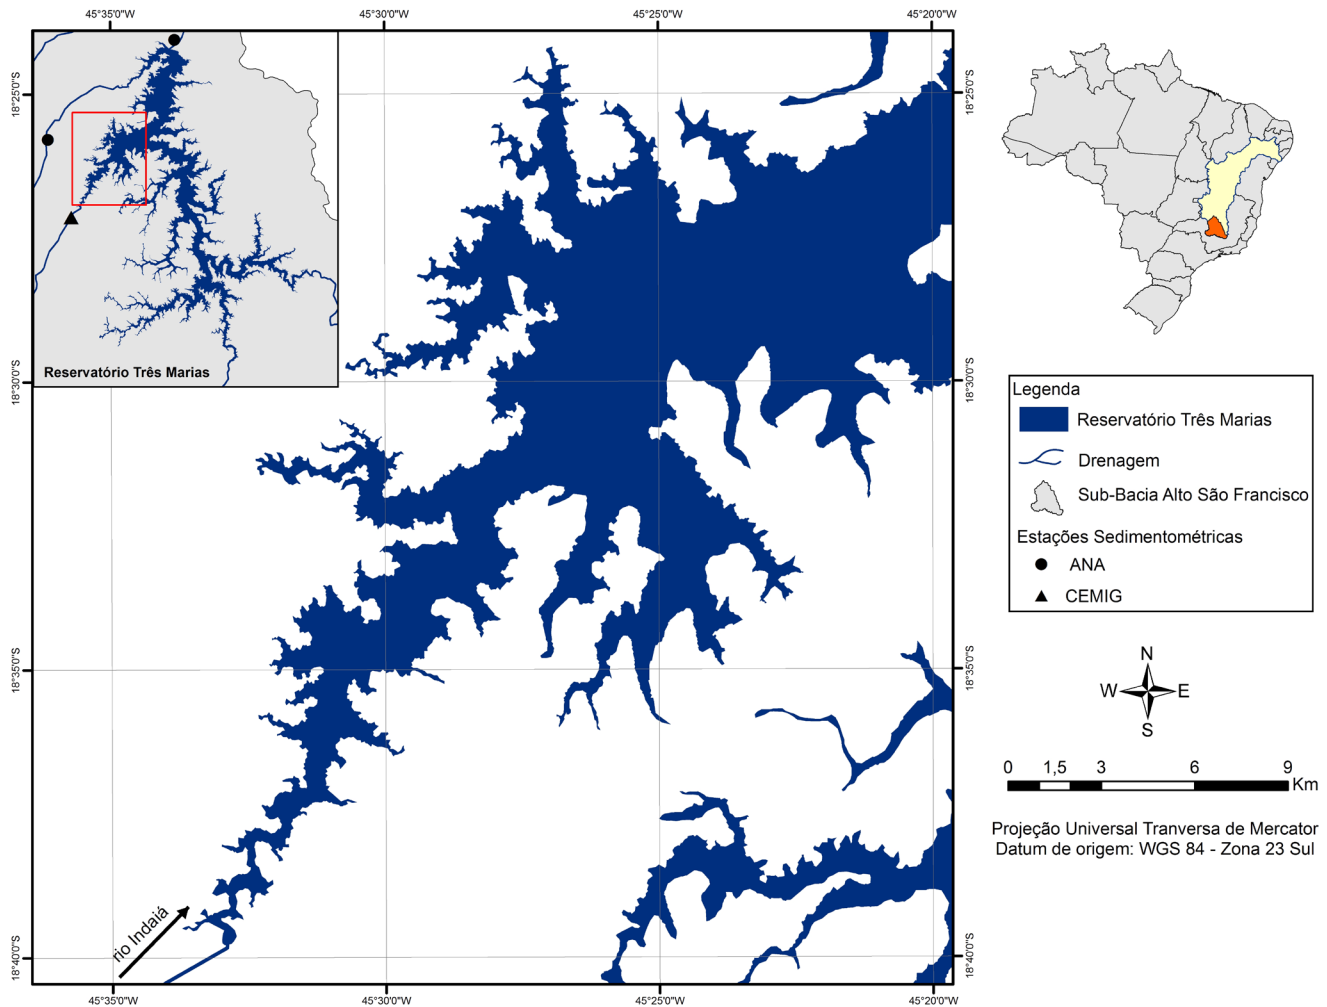 45°35'0"W
45°30'0"W
45°25'0"W
45°20'0"W
18°25'0"S
18°25'0"S
Reservatório Três Marias
18°30'0"S
18°30'0"S
Legenda
Reservatório Três Marias
Drenagem
Sub-Bacia Alto São Francisco
Estações Sedimentométricas
ANA
CEMIG
18°35'0"S
18°35'0"S
N
W
E
S
0 1,5 3 6 9
Km
Projeção Universal Tranversa de Mercator
Datum de origem: WGS 84 - Zona 23 Sul
rio Indaiá
18°40'0"S
18°40'0"S
45°35'0"W
45°30'0"W
45°25'0"W
45°20'0"W